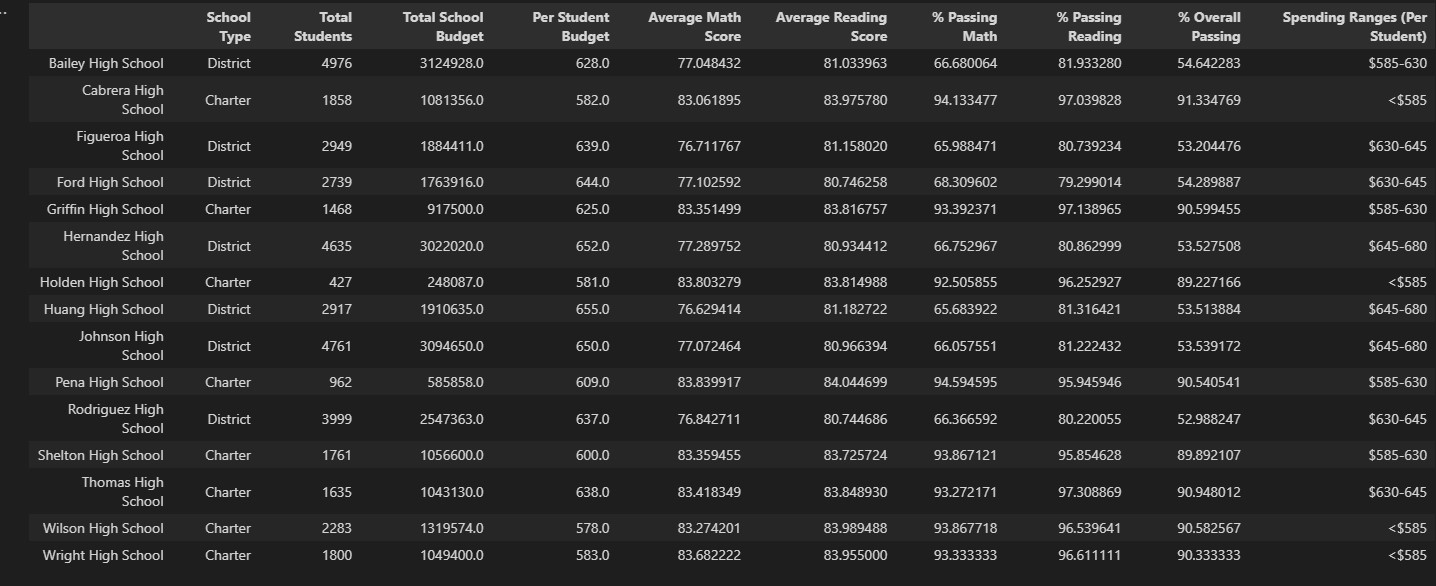 School Type Total Students Total School Budget Per Student Budget Average Math Score Average Reading Score % Passing Math % Passing Reading % Overall Passing Spending Ranges (Per Student)
Bailey High School District 4976 3124928.0 628.0 77.048432 81.033963 66.680064 81.933280 54.642283 $585-630
Cabrera High School Charter 1858 1081356.0 582.0 83.061895 83.975780 94.133477 97.039828 91.334769 <$585
Figueroa High School District 2949 1884411.0 639.0 76.711767 81.158020 65.988471 80.739234 53.204476 $630-645
Ford High School District 2739 1763916.0 644.0 77.102592 80.746258 68.309602 79.299014 54.289887 $630-645
Griffin High School Charter 1468 917500.0 625.0 83.351499 83.816757 93.392371 97.138965 90.599455 $585-630
Hernandez High School District 4635 3022020.0 652.0 77.289752 80.934412 66.752967 80.862999 53.527508 $645-680
Holden High School Charter 427 248087.0 581.0 83.803279 83.814988 92.505855 96.252927 89.227166 <$585
Huang High School District 2917 1910635.0 655.0 76.629414 81.182722 65.683922 81.316421 53.513884 $645-680
Johnson High School District 4761 3094650.0 650.0 77.072464 80.966394 66.057551 81.222432 53.539172 $645-680
Pena High School Charter 962 585858.0 609.0 83.839917 84.044699 94.594595 95.945946 90.540541 $585-630
Rodriguez High School District 3999 2547363.0 637.0 76.842711 80.744686 66.366592 80.220055 52.988247 $630-645
Shelton High School Charter 1761 1056600.0 600.0 83.359455 83.725724 93.867121 95.854628 89.892107 $585-630
Thomas High School Charter 1635 1043130.0 638.0 83.418349 83.848930 93.272171 97.308869 90.948012 $630-645
Wilson High School Charter 2283 1319574.0 578.0 83.274201 83.989488 93.867718 96.539641 90.582567 <$585
Wright High School Charter 1800 1049400.0 583.0 83.682222 83.955000 93.333333 96.611111 90.333333 <$585